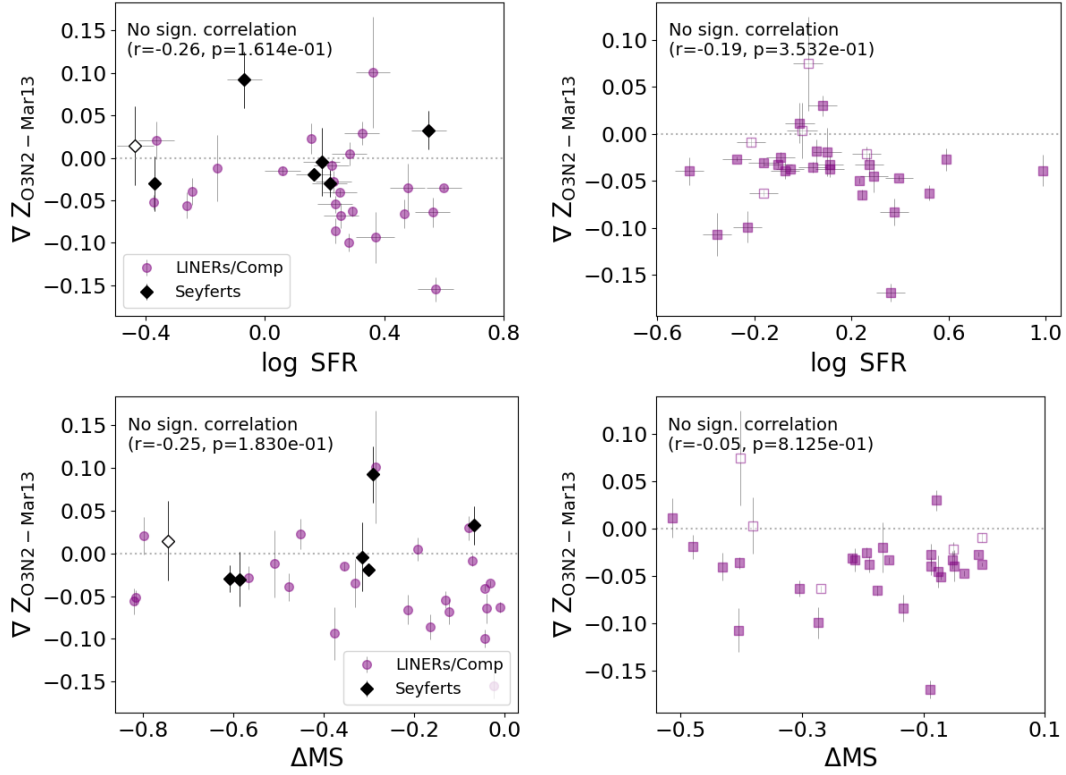 No sign. correlation
(r=-0.26, p=1.614e-01)
0.15
0.10
0.05
0.00
−0.05
−0.10
−0.15
∇ Z_O3N2−Mar13
LINERs/Comp
Seyferts
−0.4
0.0
0.4
0.8
log SFR
No sign. correlation
(r=-0.19, p=3.532e-01)
0.10
0.05
0.00
−0.05
−0.10
−0.15
∇ Z_O3N2−Mar13
−0.6
−0.2
0.2
0.6
1.0
log SFR
No sign. correlation
(r=-0.25, p=1.830e-01)
0.15
0.10
0.05
0.00
−0.05
−0.10
−0.15
∇ Z_O3N2−Mar13
LINERs/Comp
Seyferts
−0.8
−0.6
−0.4
−0.2
−0.0
ΔMS
No sign. correlation
(r=-0.05, p=8.125e-01)
0.10
0.05
0.00
−0.05
−0.10
−0.15
∇ Z_O3N2−Mar13
−0.5
−0.3
−0.1
0.1
ΔMS